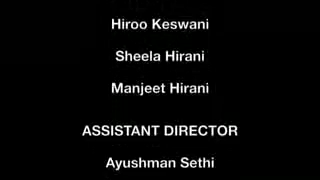 Hiroo Keswani
Sheela Hirani
Manjeet Hirani
ASSISTANT DIRECTOR
Ayushman Sethi